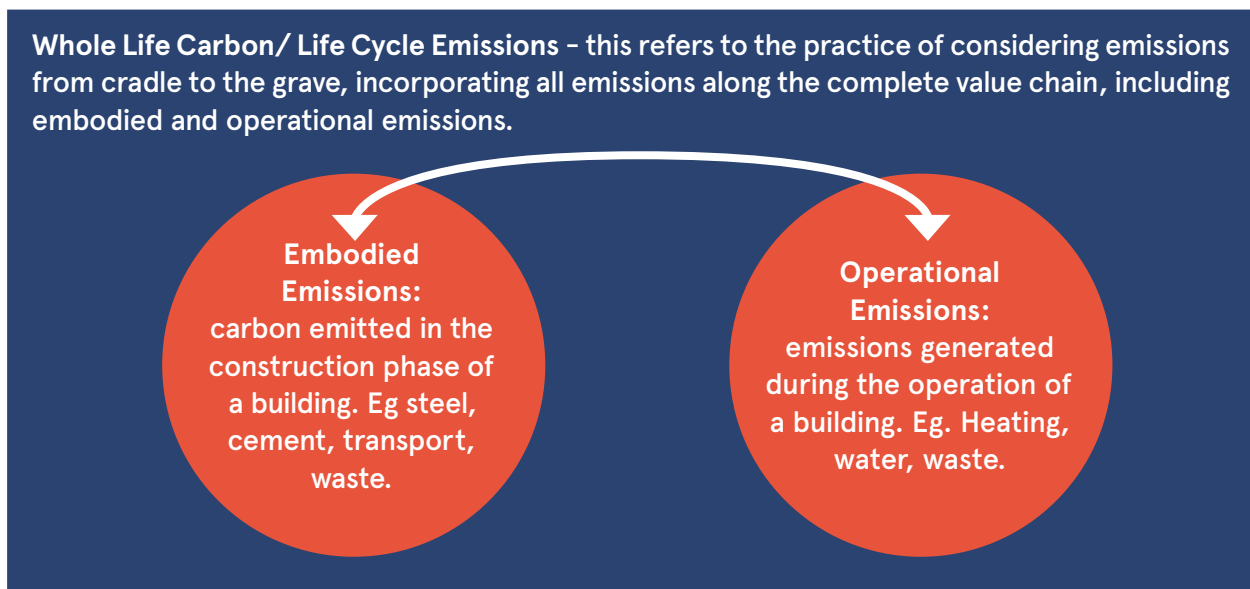 Whole Life Carbon/ Life Cycle Emissions - this refers to the practice of considering emissions
from cradle to the grave, incorporating all emissions along the complete value chain, including
embodied and operational emissions.
Embodied
Emissions:
carbon emitted in the
construction phase of
a building. Eg steel,
cement, transport,
waste.
Operational
Emissions:
emissions generated
during the operation of
a building. Eg. Heating,
water, waste.